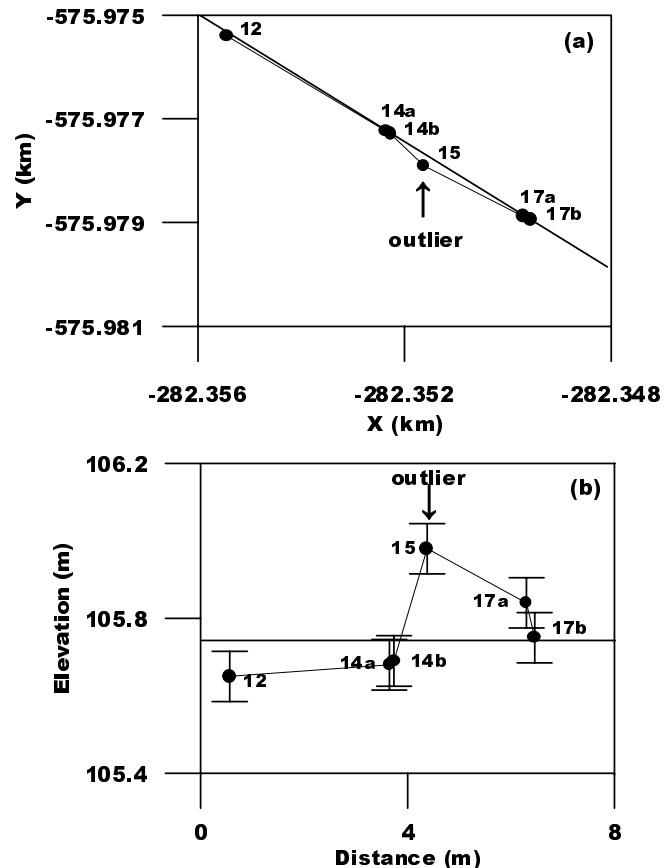 -575.975
12
(a)
14a
-575.977
14b
15
Y (km)
17a
-575.979
17b
outlier
-575.981
-282.356
-282.352
-282.348
X (km)
106.2
outlier
(b)
15
Elevation (m)
17a
105.8
17b
14a
14b
12
105.4
0
4
8
Distance (m)